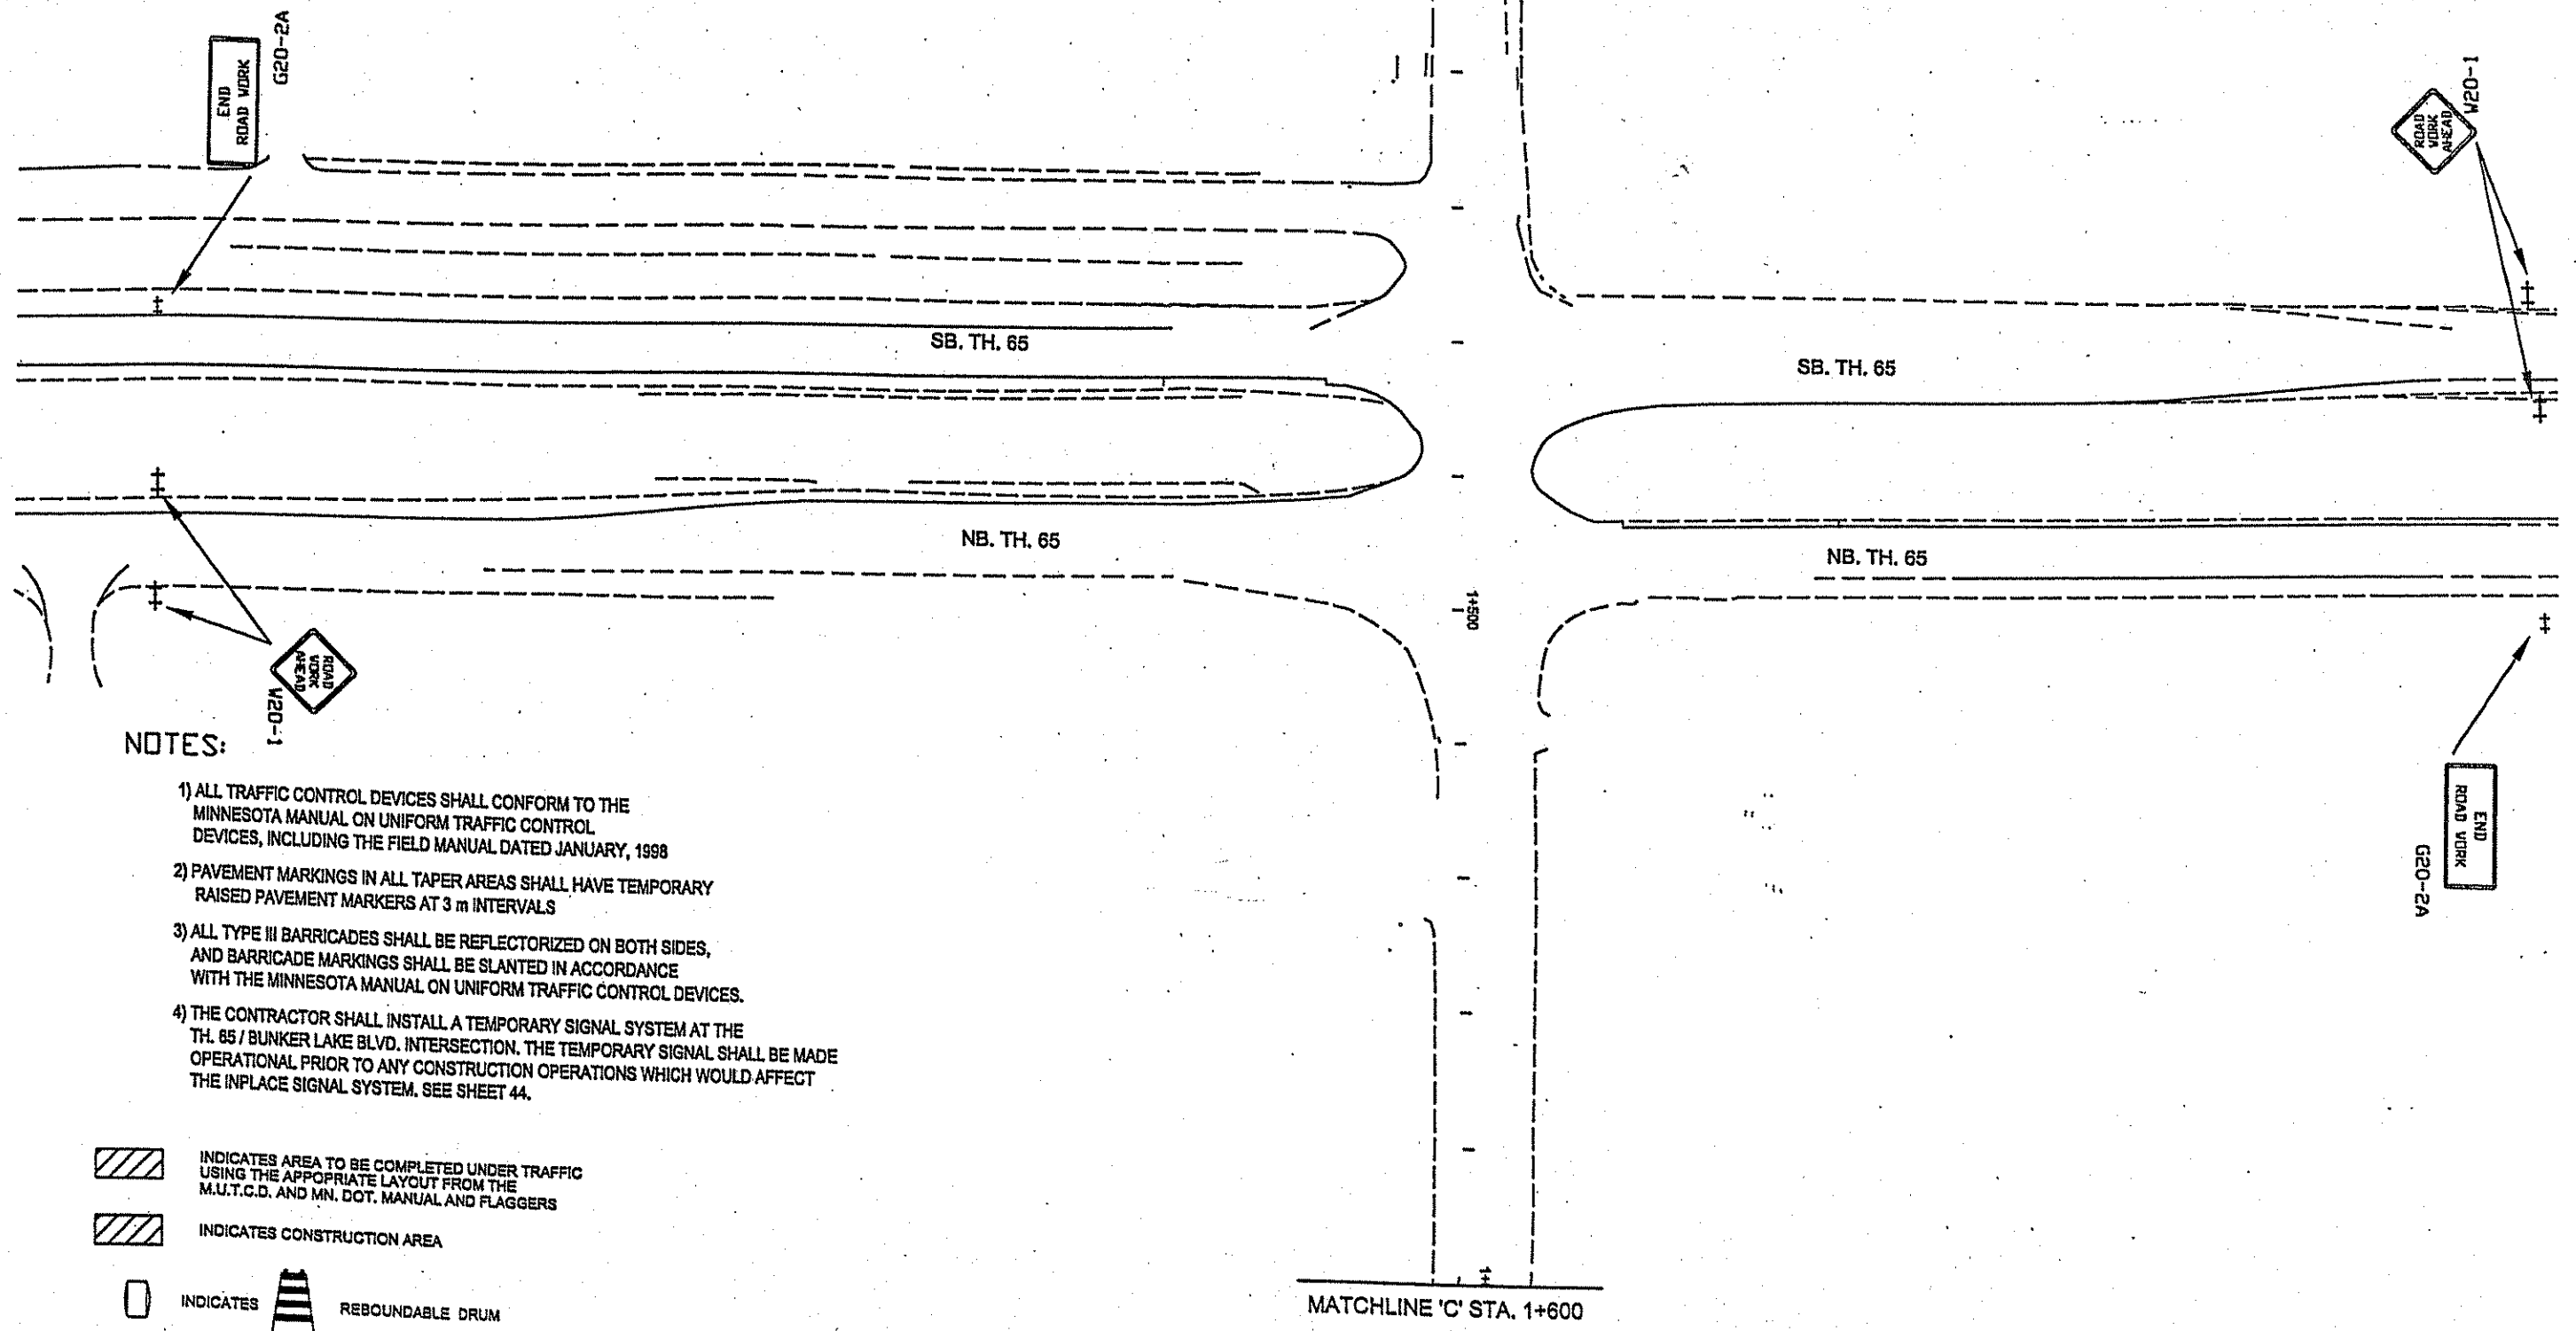 G20-2A
END
ROAD WORK
W20-1
ROAD
WORK
AHEAD
SB. TH. 65
SB. TH. 65
NB. TH. 65
NB. TH. 65
1+500
ROAD
WORK
AHEAD
W20-1
END
ROAD WORK
G20-2A
NOTES:
1) ALL TRAFFIC CONTROL DEVICES SHALL CONFORM TO THE
MINNESOTA MANUAL ON UNIFORM TRAFFIC CONTROL
DEVICES, INCLUDING THE FIELD MANUAL DATED JANUARY, 1998
2) PAVEMENT MARKINGS IN ALL TAPER AREAS SHALL HAVE TEMPORARY
RAISED PAVEMENT MARKERS AT 3 m INTERVALS
3) ALL TYPE III BARRICADES SHALL BE REFLECTORIZED ON BOTH SIDES,
AND BARRICADE MARKINGS SHALL BE SLANTED IN ACCORDANCE
WITH THE MINNESOTA MANUAL ON UNIFORM TRAFFIC CONTROL DEVICES.
4) THE CONTRACTOR SHALL INSTALL A TEMPORARY SIGNAL SYSTEM AT THE
TH. 65 / BUNKER LAKE BLVD. INTERSECTION. THE TEMPORARY SIGNAL SHALL BE MADE
OPERATIONAL PRIOR TO ANY CONSTRUCTION OPERATIONS WHICH WOULD AFFECT
THE INPLACE SIGNAL SYSTEM. SEE SHEET 44.
INDICATES AREA TO BE COMPLETED UNDER TRAFFIC
USING THE APPOPRIATE LAYOUT FROM THE
M.U.T.C.D. AND MN. DOT. MANUAL AND FLAGGERS
INDICATES CONSTRUCTION AREA
INDICATES REBOUNDABLE DRUM
1+
MATCHLINE 'C' STA. 1+600